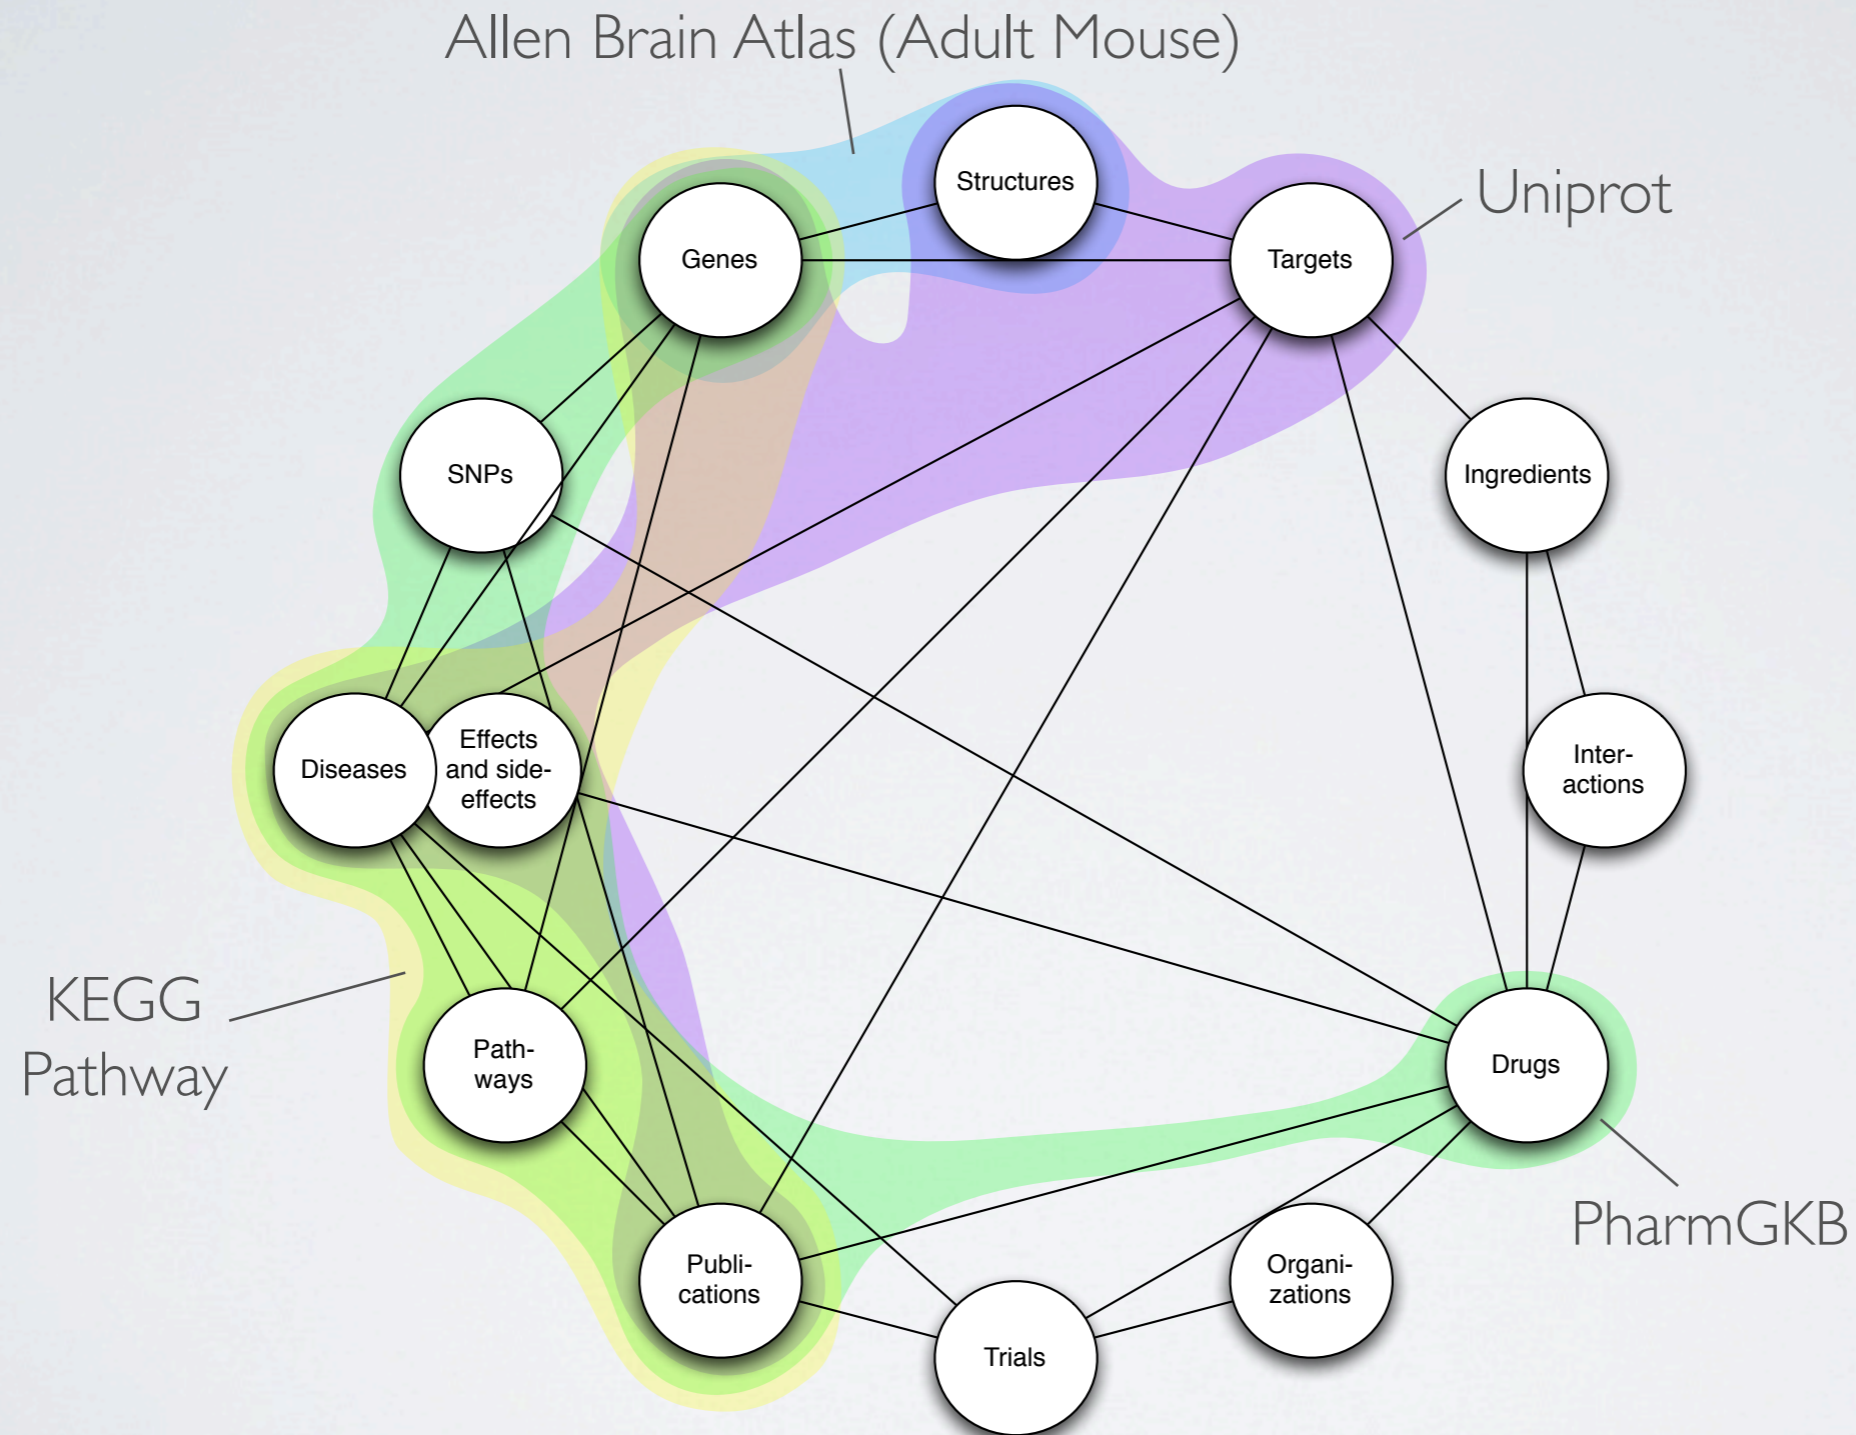 Allen Brain Atlas (Adult Mouse)
Structures
Uniprot
Genes
Targets
SNPs
Ingredients
Diseases
Effects
and side-
effects
Inter-
actions
KEGG
Pathway
Path-
ways
Drugs
PharmGKB
Publi-
cations
Organi-
zations
Trials